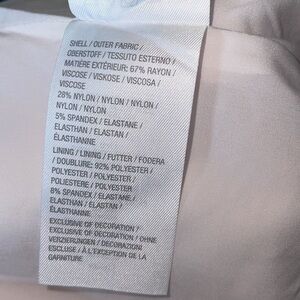 SHELL / OUTER FABRIC /
OBERSTOFF / TESSUTO ESTERNO /
MATIÈRE EXTÉRIEUR: 67% RAYON /
VISCOSE / VISKOSE / VISCOSA /
VISCOSE
28% NYLON / NYLON / NYLON /
NYLON / NYLON
5% SPANDEX / ELASTANE /
ELASTHAN / ELASTAN /
ÉLASTHANNE
LINING / LINING / FUTTER / FODERA
/ DOUBLURE: 92% POLYESTER /
POLYESTER / POLYESTER /
POLIESTERE / POLYESTER
8% SPANDEX / ELASTANE /
ELASTHAN / ELASTAN /
ÉLASTHANNE
EXCLUSIVE OF DECORATION /
EXCLUSIVE OF DECORATION / OHNE
VERZIERUNGEN / DECORAZIONI
ESCLUSE / À L'EXCEPTION DE LA
GARNITURE